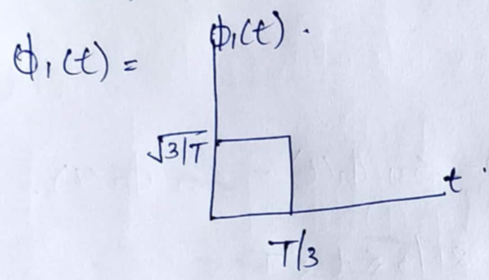 ϕ₁(t) =
ϕ₁(t).
√3/T
t
T/3